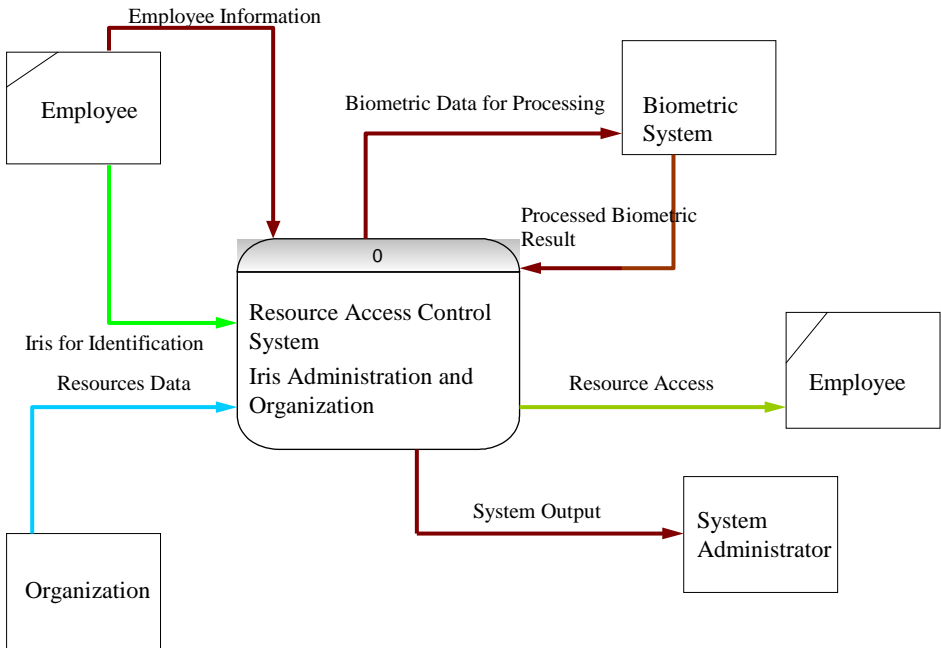 Employee Information
Employee
Biometric Data for Processing
Biometric
System
Processed Biometric
Result
0
Resource Access Control
System
Iris Administration and
Organization
Iris for Identification
Resources Data
Resource Access
Employee
System Output
System
Administrator
Organization